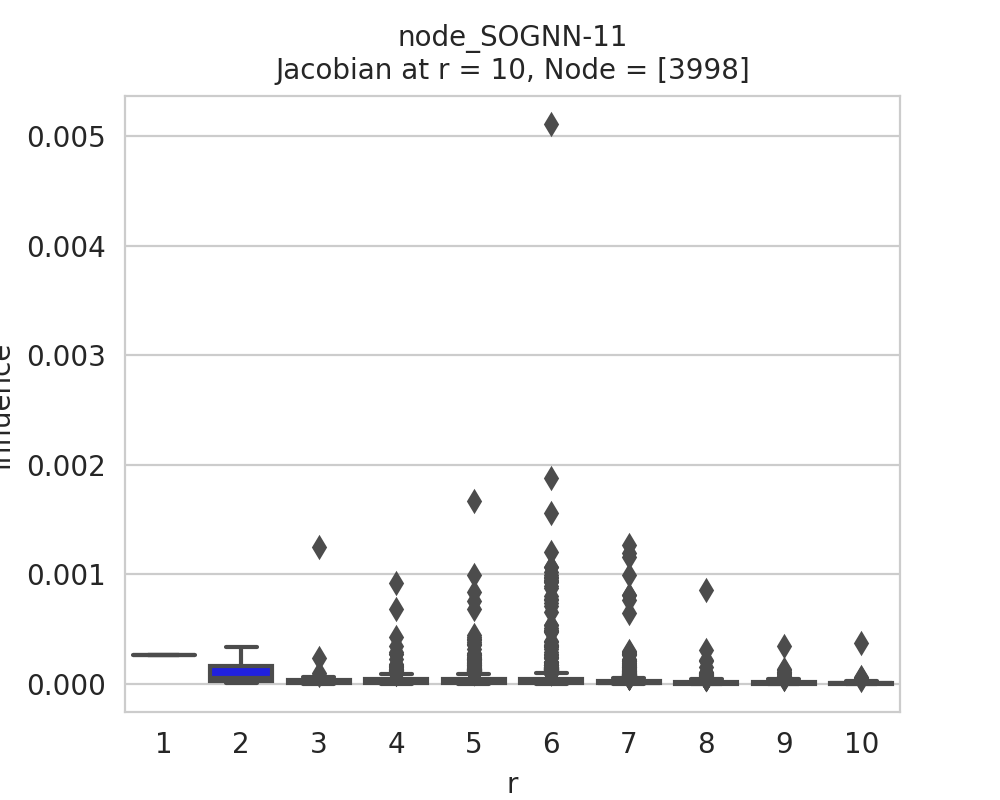 node_SOGNN-11
Jacobian at r = 10, Node = [3998]
0.005
0.004
0.003
0.002
0.001
0.000
influence
1 2 3 4 5 6 7 8 9 10
r